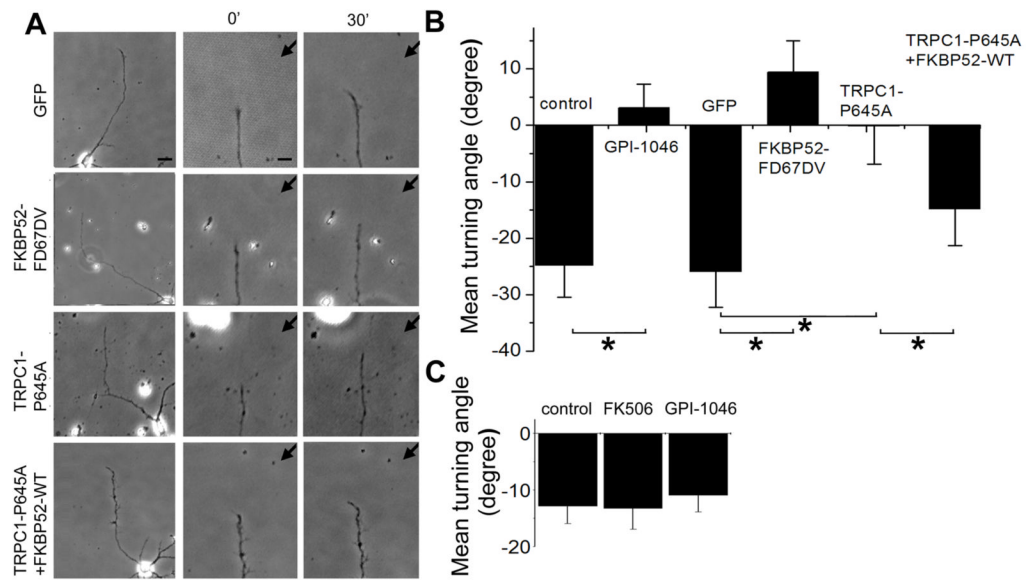 A
0'
30'
GFP
FKBP52-
FD67DV
TRPC1-
P645A
TRPC1-P645A
+FKBP52-WT
B
Mean turning angle (degree)
10
0
-10
-20
-30
-40
control
GPI-1046
GFP
FKBP52-
FD67DV
TRPC1-
P645A
TRPC1-P645A
+FKBP52-WT
*
*
*
*
C
Mean turning angle
(degree)
0
-10
-20
control FK506 GPI-1046